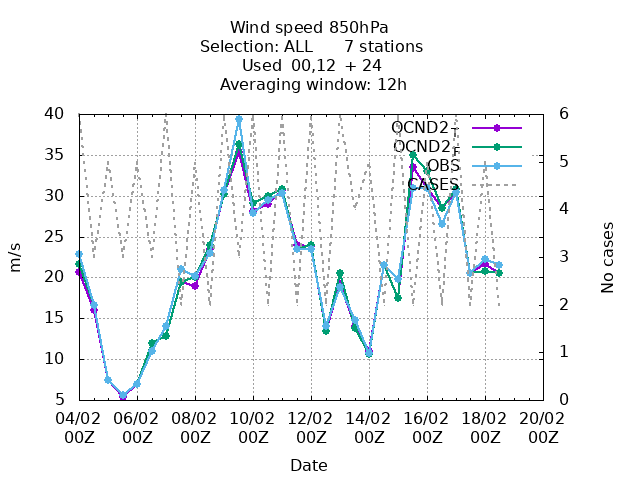 Wind speed 850hPa
Selection: ALL 7 stations
Used 00,12 + 24
Averaging window: 12h
40 35 30 25 20 15 10 5
m/s
6 5 4 3 2 1 0
No cases
OCND2-
OCND2-
OBS
CASES
04/02 06/02 08/02 10/02 12/02 14/02 16/02 18/02 20/02
00Z 00Z 00Z 00Z 00Z 00Z 00Z 00Z 00Z
Date